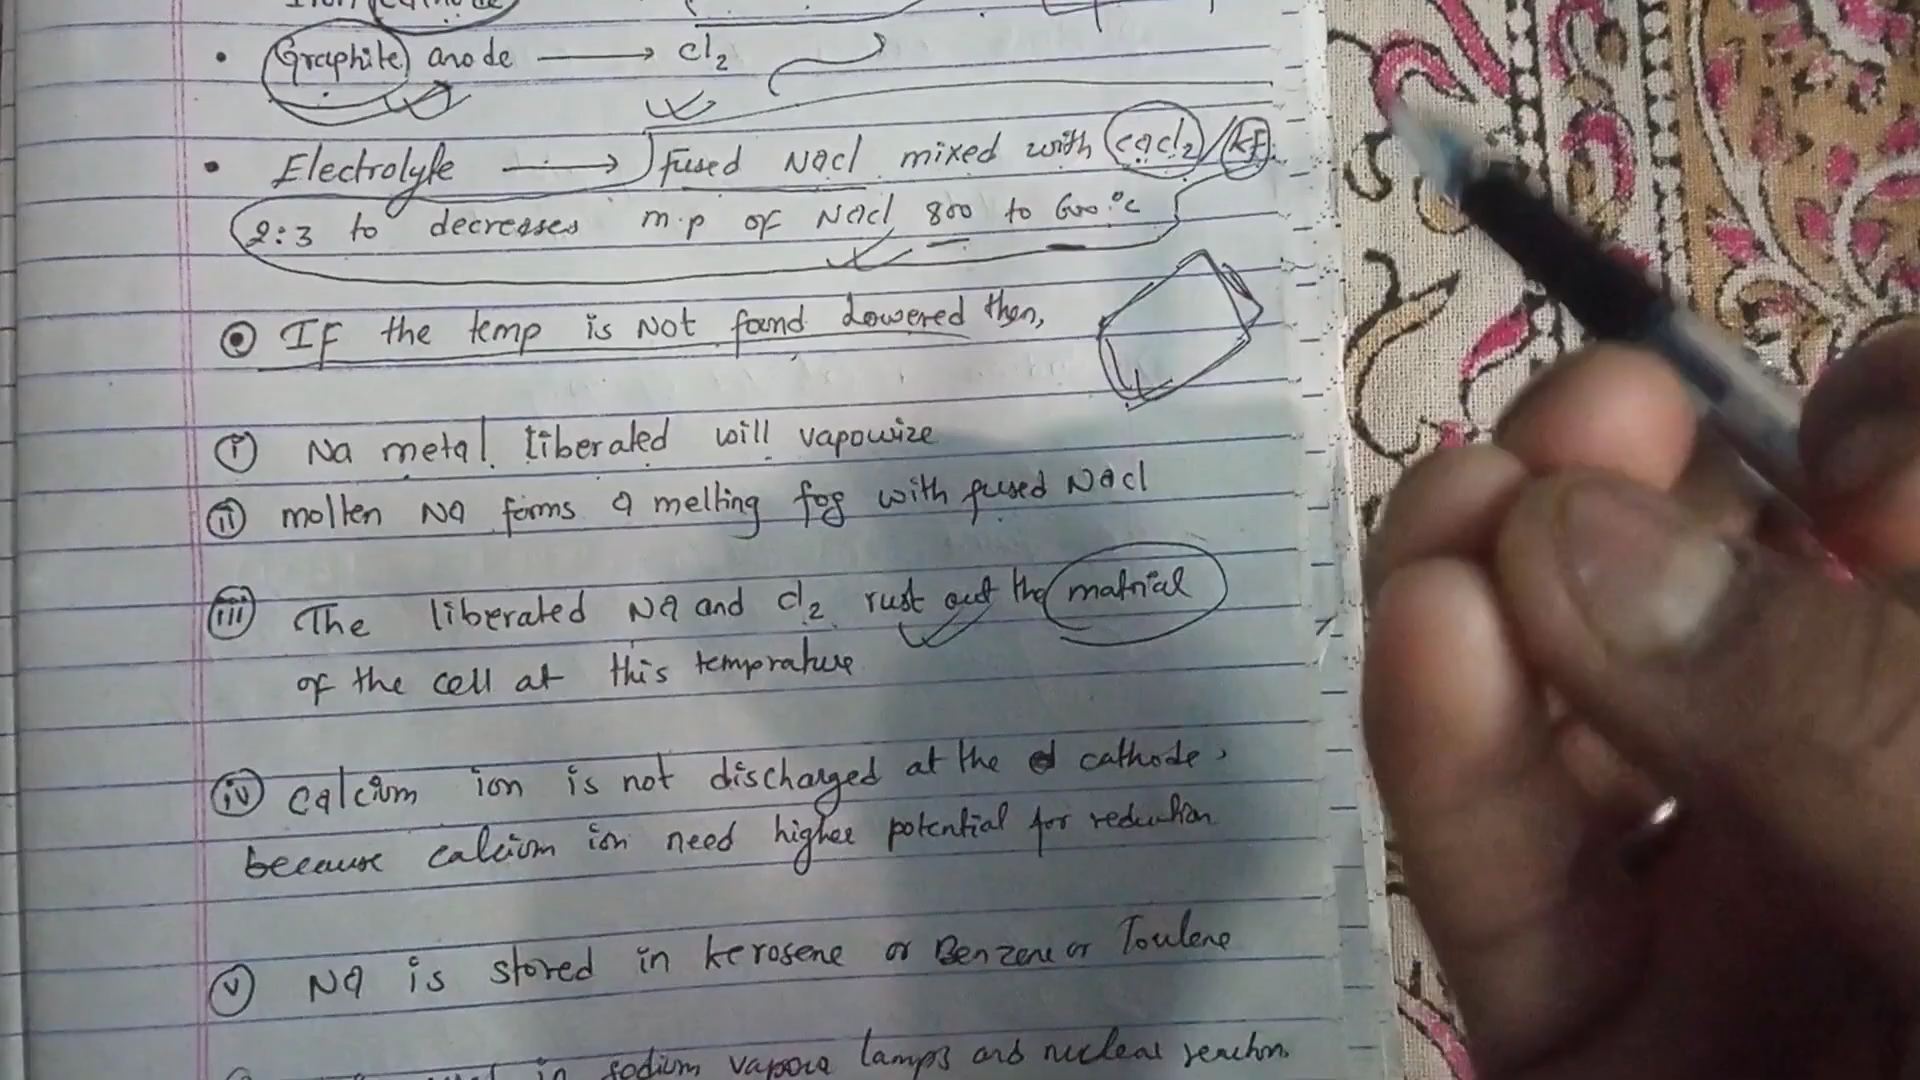 • Graphite anode → Cl2
• Electrolyte → fused NaCl mixed with CaCl2/KF
2:3 to decreases m.p of NaCl 800 to 600°C
⊙ IF the temp is Not found Lowered then,
(i) Na metal liberated will vapourize
(ii) molten Na forms a melting fog with fused NaCl
(iii) The liberated Na and Cl2 rust out the matrial
of the cell at this temprature
(iv) Calcium ion is not discharged at the cathode,
because calcium ion need higher potential for reduction
(v) Na is stored in kerosene or Benzene or Toulene
in sodium vapour lamps and nuclear reaction.